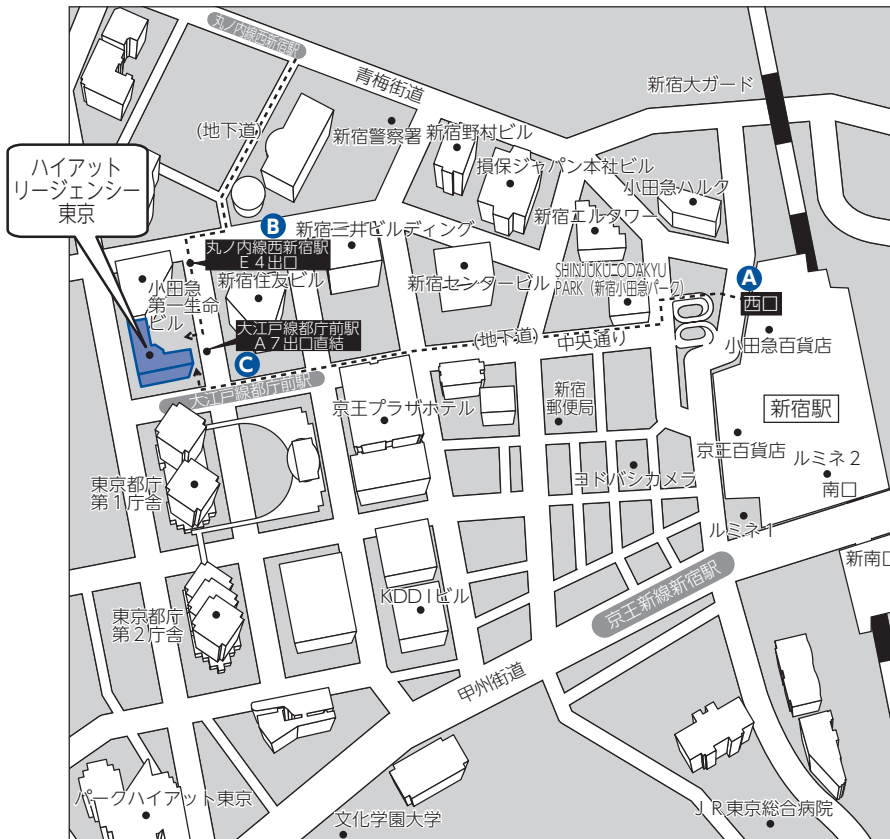 丸ノ内線西新宿駅
青梅街道
新宿大ガード
(地下道)
新宿警察署
新宿野村ビル
損保ジャパン本社ビル
小田急ハルク
ハイアット
リージェンシー
東京
B
新宿三井ビルディング
新宿エルタワー
丸ノ内線西新宿駅
E4出口
新宿住友ビル
新宿センタービル
SHINJUKU ODAKYU
PARK (新宿小田急パーク)
A
西口
小田急
第一生命
ビル
大江戸線都庁前駅
A7出口直結
C
(地下道)
中央通り
小田急百貨店
大江戸線都庁前駅
京王プラザホテル
新宿
郵便局
新宿駅
京王百貨店
ルミネ2
南口
ヨドバシカメラ
東京都庁
第1庁舎
ルミネ1
新南口
京王新線新宿駅
KDDIビル
東京都庁
第2庁舎
甲州街道
パークハイアット東京
文化学園大学
JR東京総合病院